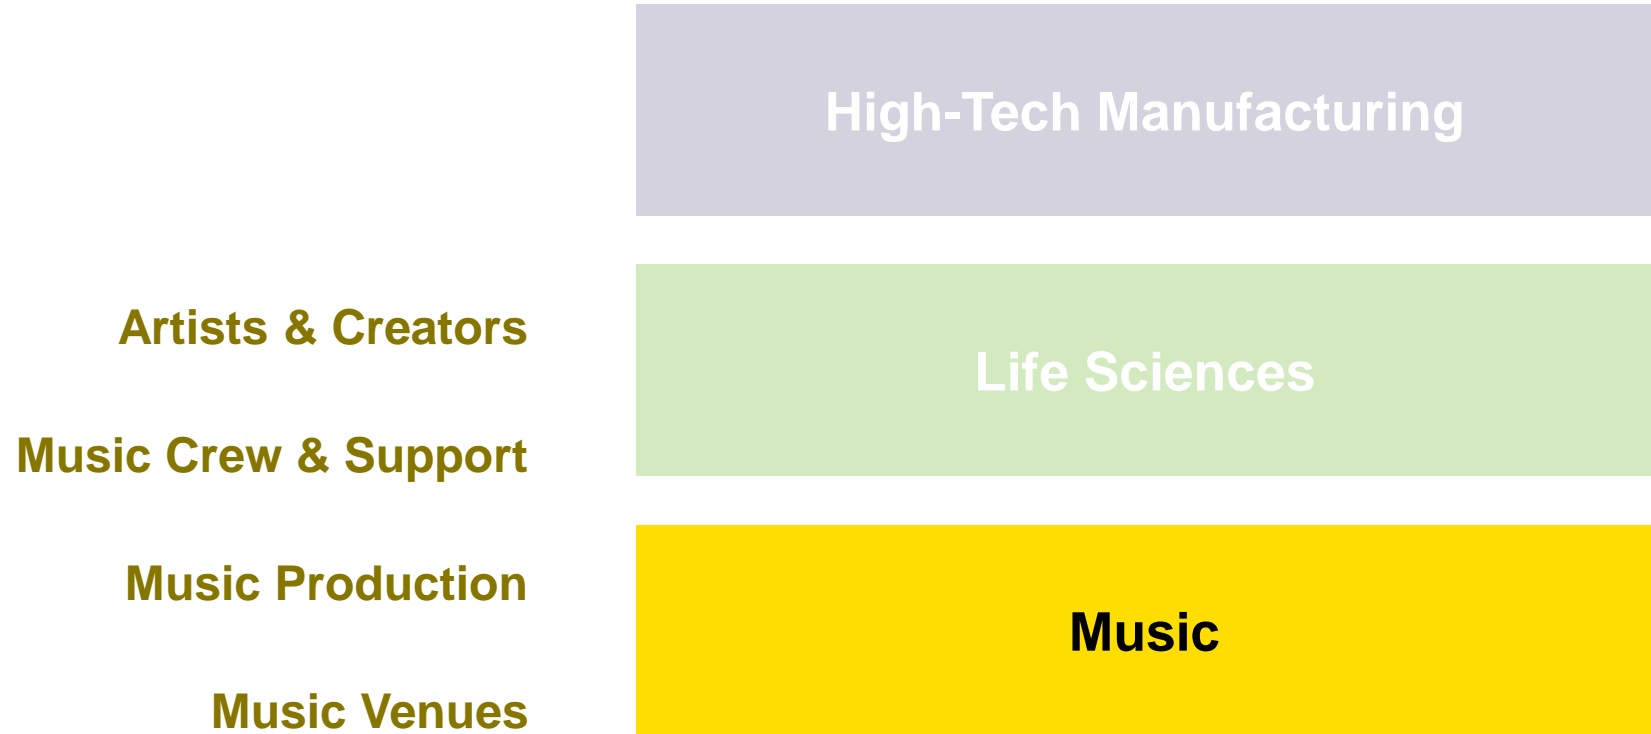 High-Tech Manufacturing
Artists & Creators
Life Sciences
Music Crew & Support
Music Production
Music
Music Venues